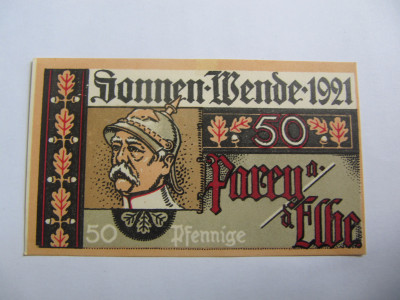 Sonnen-Wende-1921
50
Parey a.
d Elbe
50 Pfennige